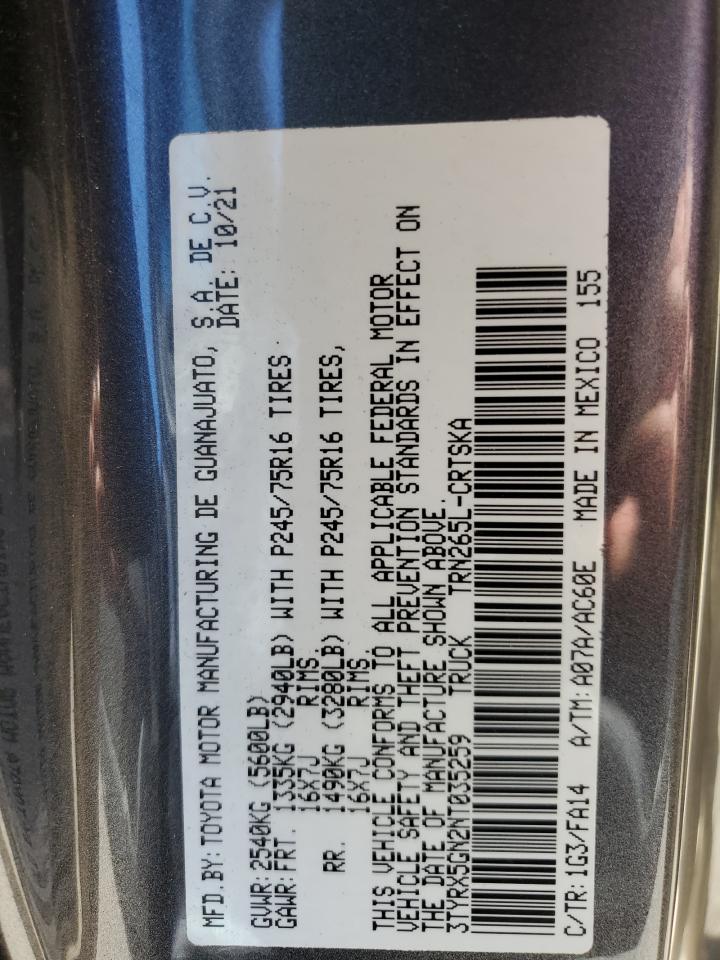 MFD.BY: TOYOTA MOTOR MANUFACTURING DE GUANAJUATO, S.A. DE C.V.
DATE: 10/21
GVWR: 2540KG (5600LB)
GAWR: FRT. 1335KG (2940LB) WITH P245/75R16 TIRES.
16X7J RIMS.
RR. 1490KG (3280LB) WITH P245/75R16 TIRES,
16X7J RIMS
THIS VEHICLE CONFORMS TO ALL APPLICABLE FEDERAL MOTOR
VEHICLE SAFETY AND THEFT PREVENTION STANDARDS IN EFFECT ON
THE DATE OF MANUFACTURE SHOWN ABOVE.
3TYRX5GN2NT035259 TRUCK TRN265L-CRTSKA
C/TR: 1G3/FA14 A/TM: A07A/AC60E MADE IN MEXICO 155